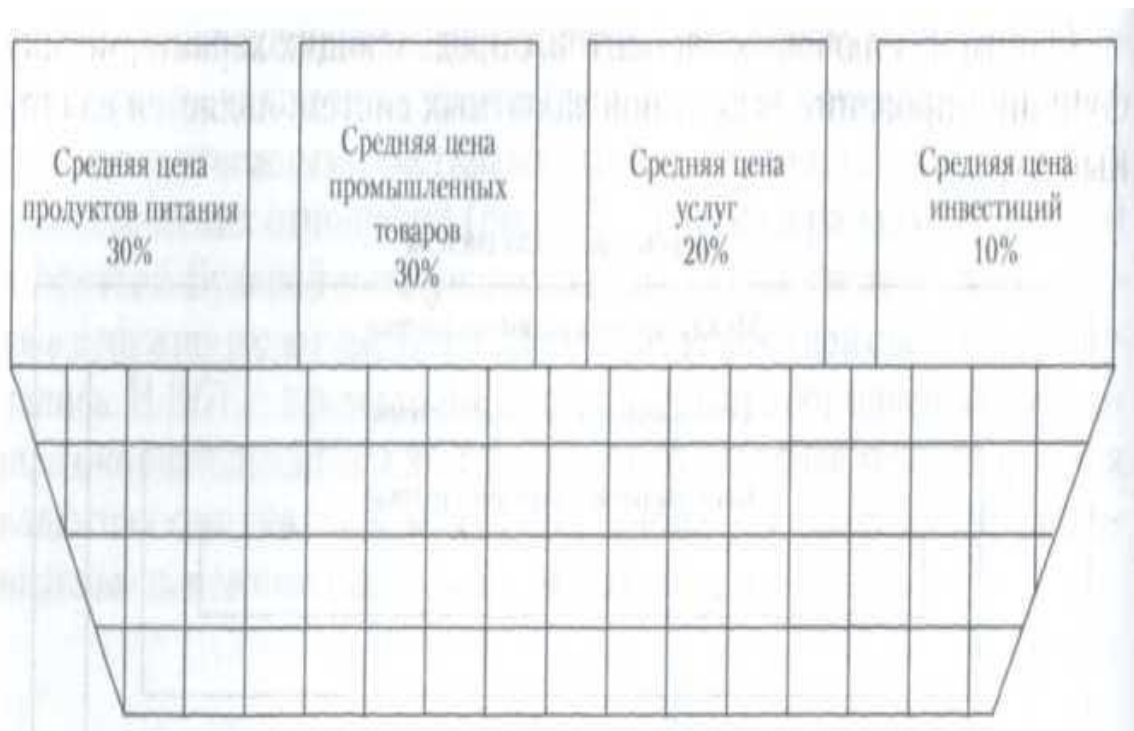 Средняя цена
продуктов питания
30%
Средняя цена
промышленных
товаров
30%
Средняя цена
услуг
20%
Средняя цена
инвестиций
10%